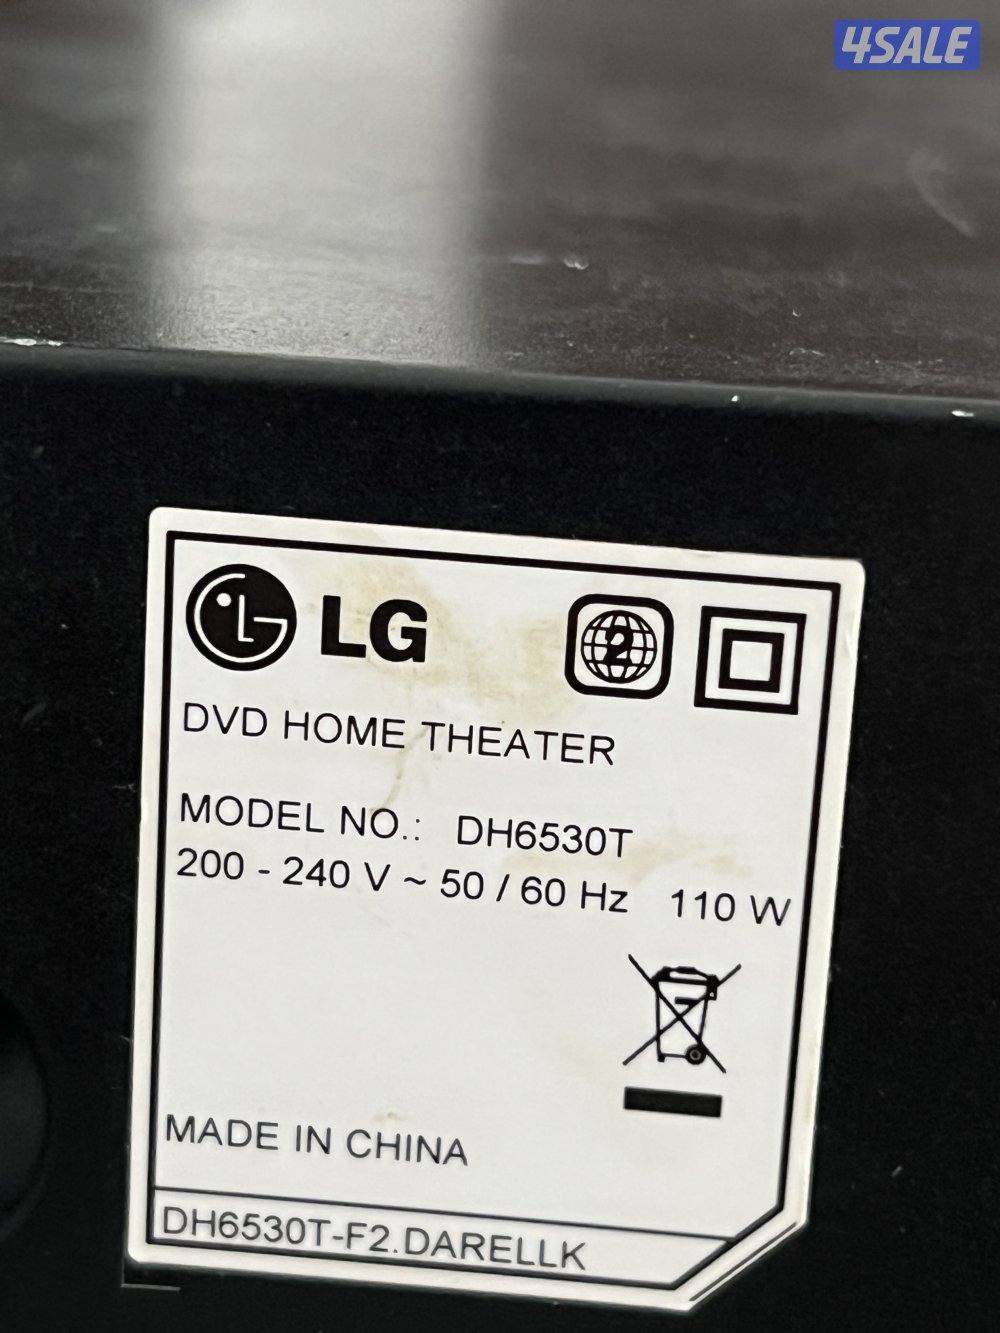 4SALE
LG LG
2
DVD HOME THEATER
MODEL NO.: DH6530T
200 - 240 V ~ 50 / 60 Hz 110 W
MADE IN CHINA
DH6530T-F2.DARELLK